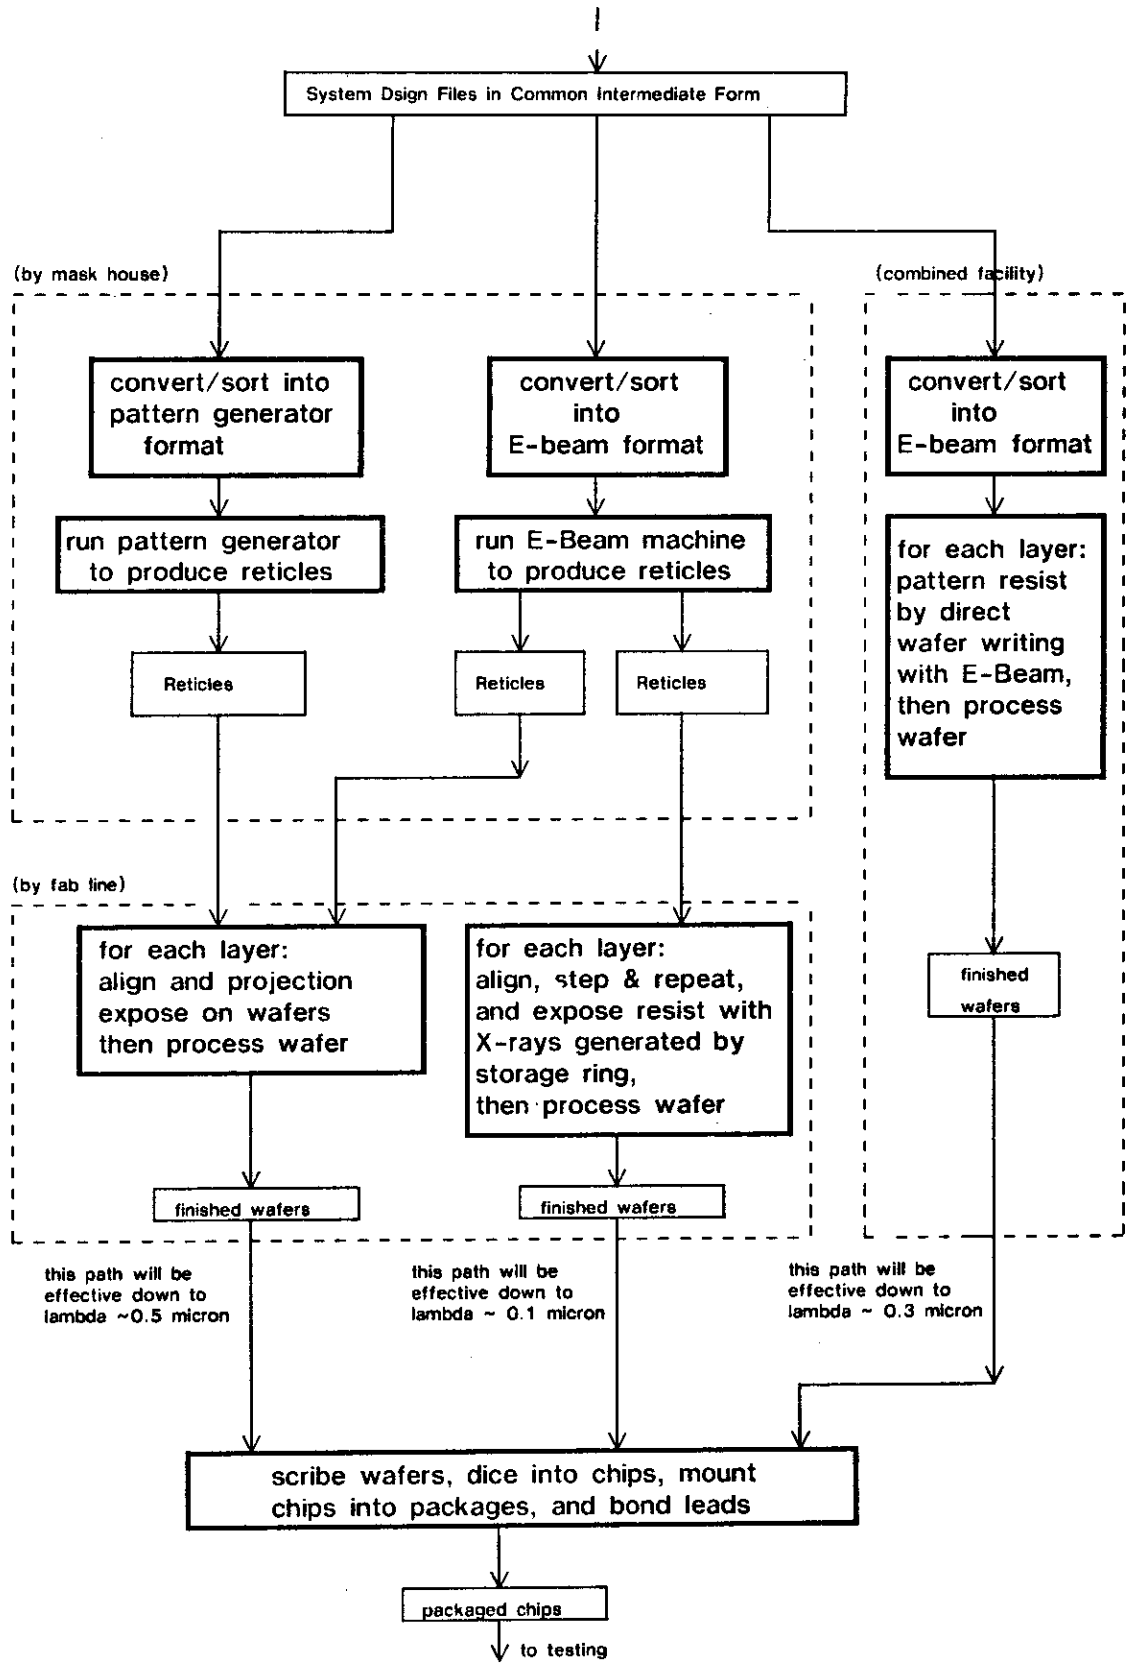 System Dsign Files in Common Intermediate Form
(by mask house)
(combined facility)
convert/sort into
pattern generator
format
convert/sort
into
E-beam format
convert/sort
into
E-beam format
run pattern generator
to produce reticles
run E-Beam machine
to produce reticles
for each layer:
pattern resist
by direct
wafer writing
with E-Beam,
then process
wafer
Reticles
Reticles
Reticles
(by fab line)
for each layer:
align and projection
expose on wafers
then process wafer
for each layer:
align, step & repeat,
and expose resist with
X-rays generated by
storage ring,
then process wafer
finished
wafers
finished wafers
finished wafers
this path will be
effective down to
lambda ~0.5 micron
this path will be
effective down to
lambda ~ 0.1 micron
this path will be
effective down to
lambda ~ 0.3 micron
scribe wafers, dice into chips, mount
chips into packages, and bond leads
packaged chips
to testing